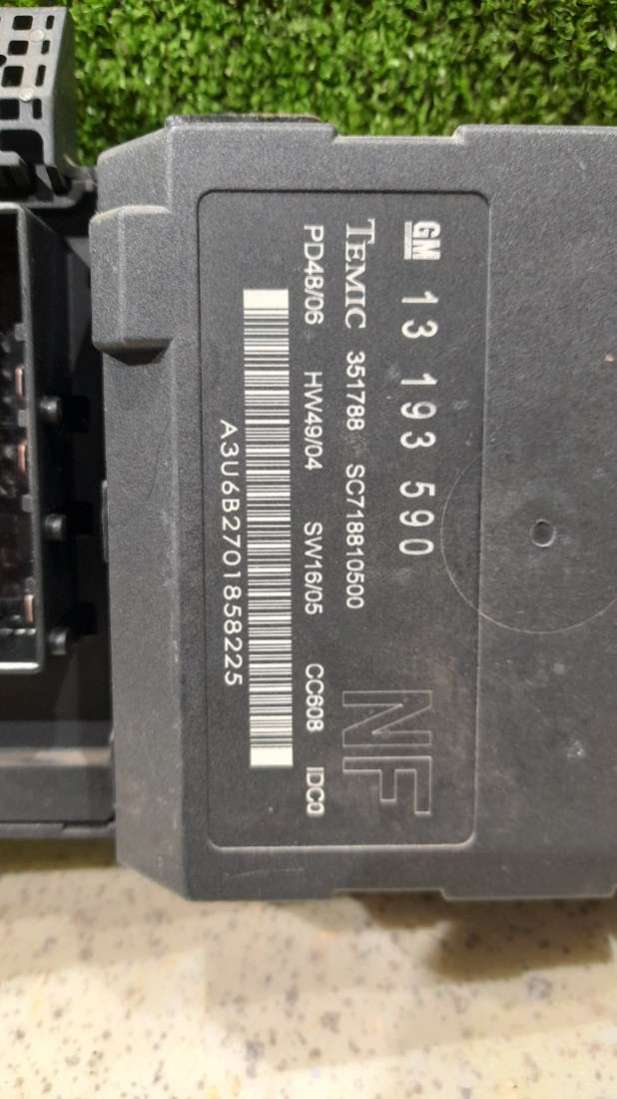 GM 13 193 590
TEMIC 351788 SC718810500
PD48/06 HW49/04 SW16/05 CC608 IDC0
A3U6B2701858225
NF